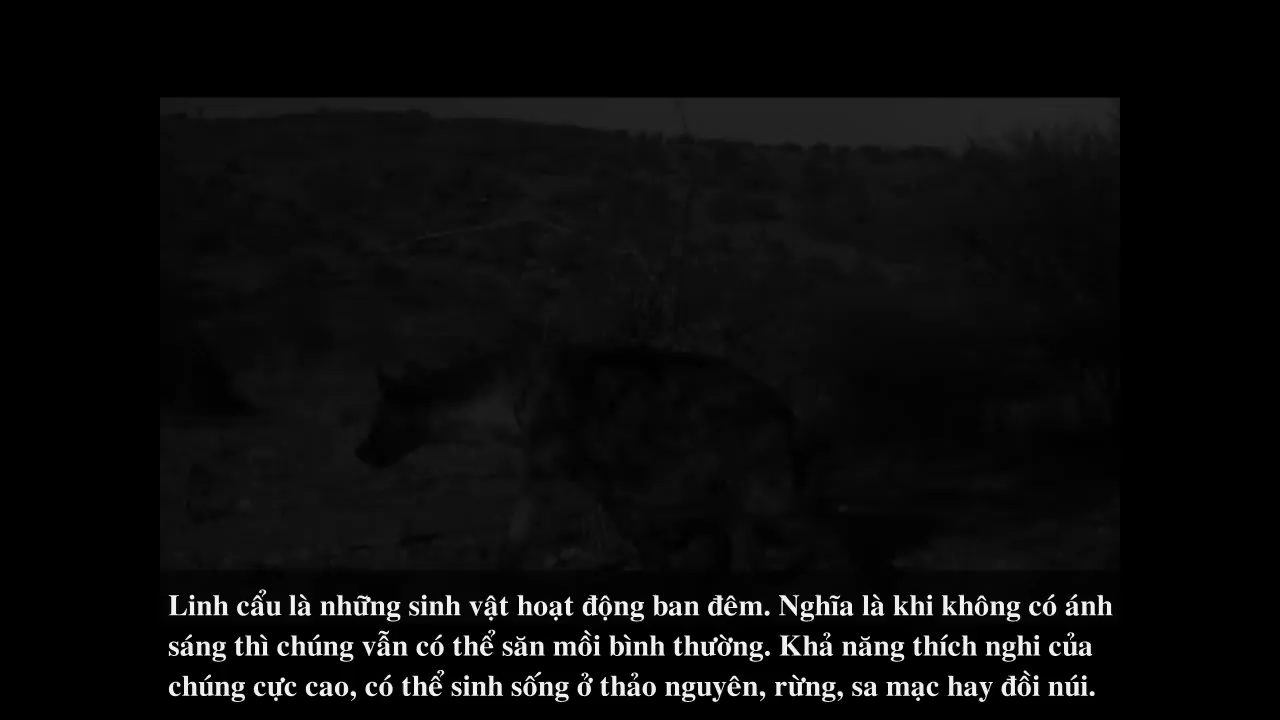 Linh cẩu là những sinh vật hoạt động ban đêm. Nghĩa là khi không có ánh
sáng thì chúng vẫn có thể săn mồi bình thường. Khả năng thích nghi của
chúng cực cao, có thể sinh sống ở thảo nguyên, rừng, sa mạc hay đồi núi.